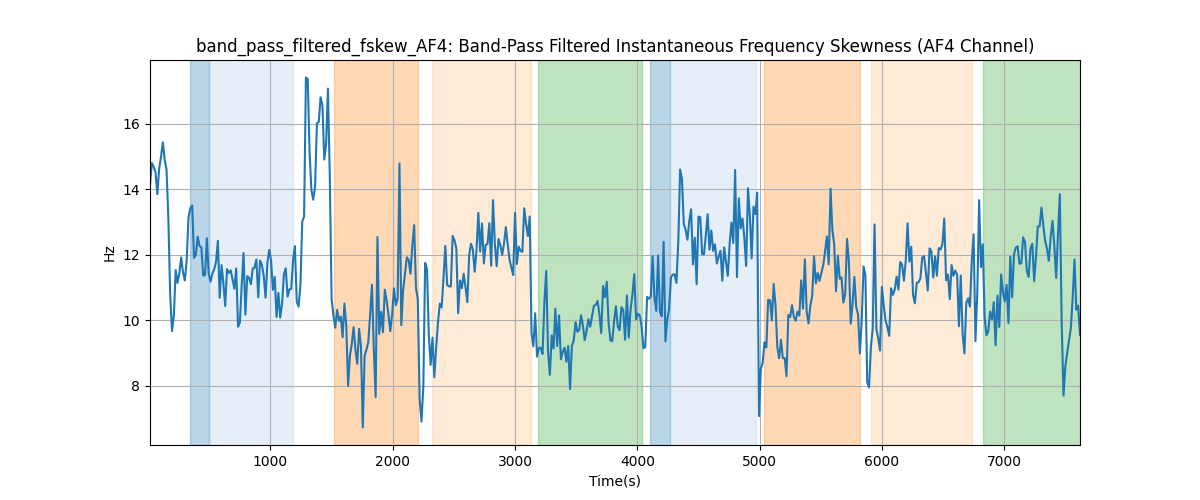 band_pass_filtered_fskew_AF4: Band-Pass Filtered Instantaneous Frequency Skewness (AF4 Channel)
16
14
12
10
8
Hz
1000 2000 3000 4000 5000 6000 7000
Time(s)